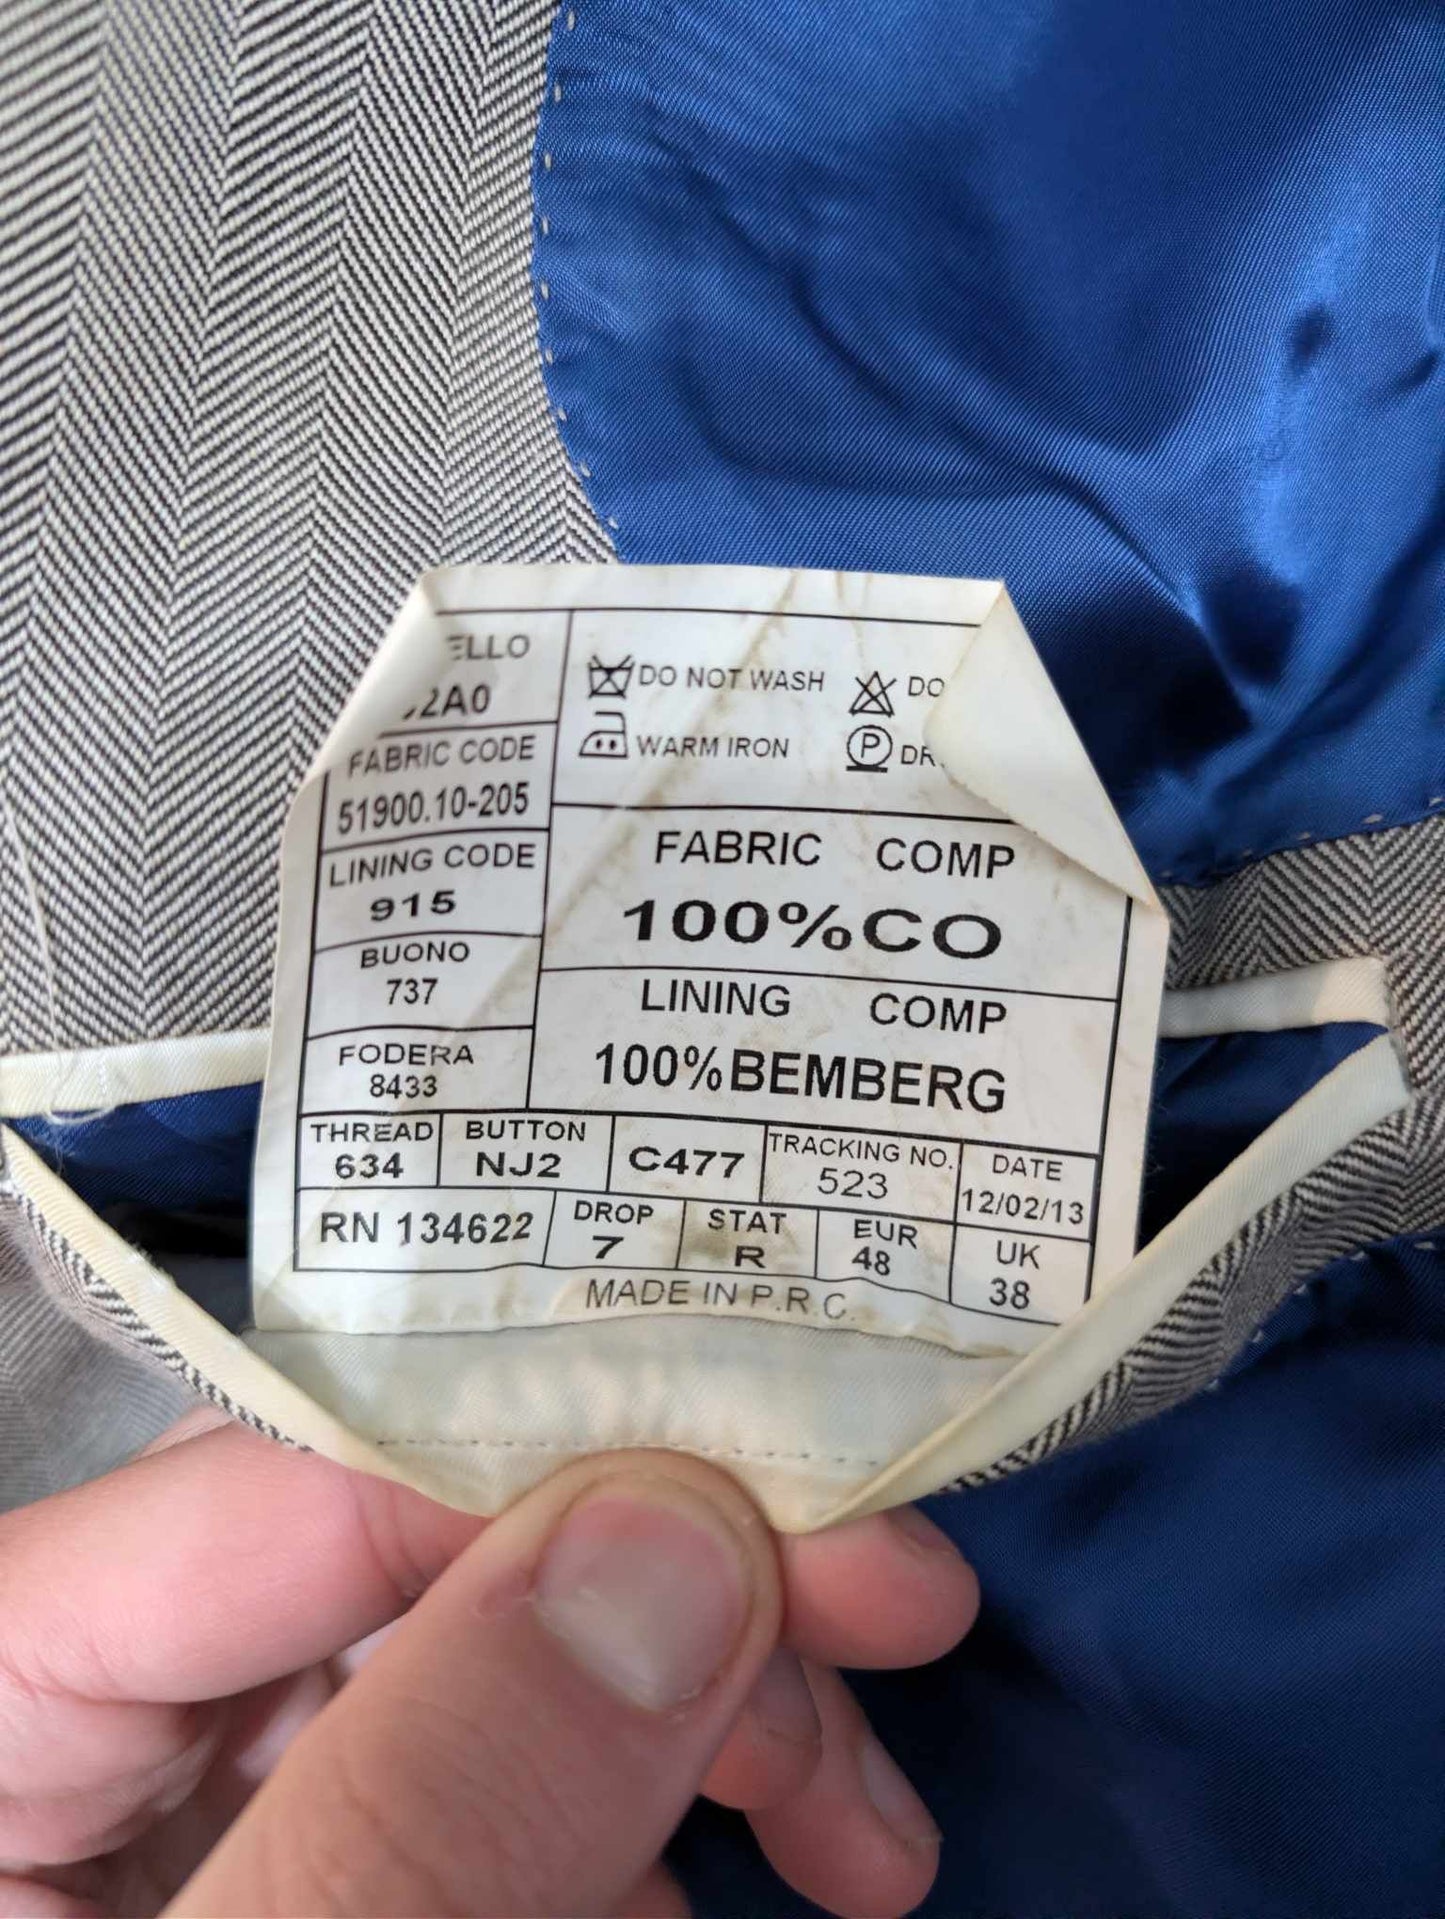 ELLO
2A0
FABRIC CODE
51900.10-205
LINING CODE
915
BUONO
737
FODERA
8433
DO NOT WASH
DO
WARM IRON
P
DR
FABRIC COMP
100%CO
LINING COMP
100%BEMBERG
THREAD
634
BUTTON
NJ2
C477
TRACKING NO.
523
DATE
12/02/13
RN 134622
DROP
7
STAT
R
EUR
48
UK
38
MADE IN P.R.C.